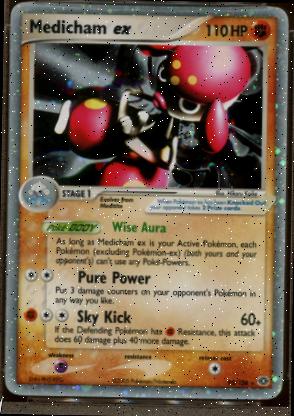 Medicham ex 110 HP
STAGE 1
Evolves from Meditite
Poké-BODY Wise Aura
As long as Medicham ex is your Active Pokémon, each
Pokémon (excluding Pokémon-ex) (both yours and your
opponent's) can't use any Poké-Powers.
Pure Power
Put 3 damage counters on your opponent's Pokémon in
any way you like.
Sky Kick 60+
If the Defending Pokémon has Resistance, this attack
does 60 damage plus 40 more damage.
weakness resistance retreat cost